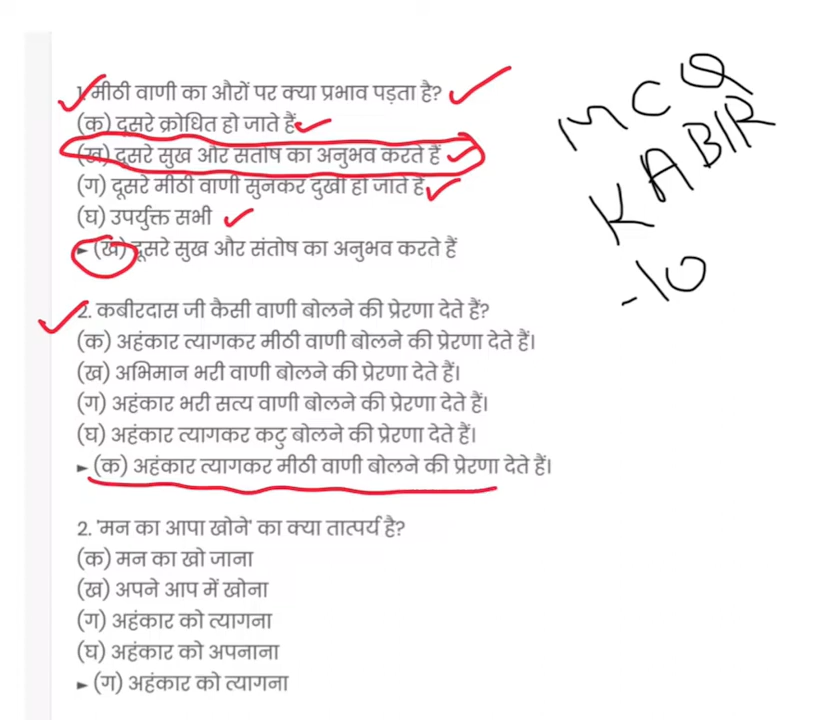 1. मीठी वाणी का औरों पर क्या प्रभाव पड़ता है?
(क) दूसरे क्रोधित हो जाते हैं
(ख) दूसरे सुख और संतोष का अनुभव करते हैं
(ग) दूसरे मीठी वाणी सुनकर दुखी हो जाते हैं
(घ) उपर्युक्त सभी
► (ख) दूसरे सुख और संतोष का अनुभव करते हैं
2. कबीरदास जी कैसी वाणी बोलने की प्रेरणा देते हैं?
(क) अहंकार त्यागकर मीठी वाणी बोलने की प्रेरणा देते हैं।
(ख) अभिमान भरी वाणी बोलने की प्रेरणा देते हैं।
(ग) अहंकार भरी सत्य वाणी बोलने की प्रेरणा देते हैं।
(घ) अहंकार त्यागकर कटु बोलने की प्रेरणा देते हैं।
► (क) अहंकार त्यागकर मीठी वाणी बोलने की प्रेरणा देते हैं।
2. 'मन का आपा खोने' का क्या तात्पर्य है?
(क) मन का खो जाना
(ख) अपने आप में खोना
(ग) अहंकार को त्यागना
(घ) अहंकार को अपनाना
► (ग) अहंकार को त्यागना
MCQ
KABIR
-10